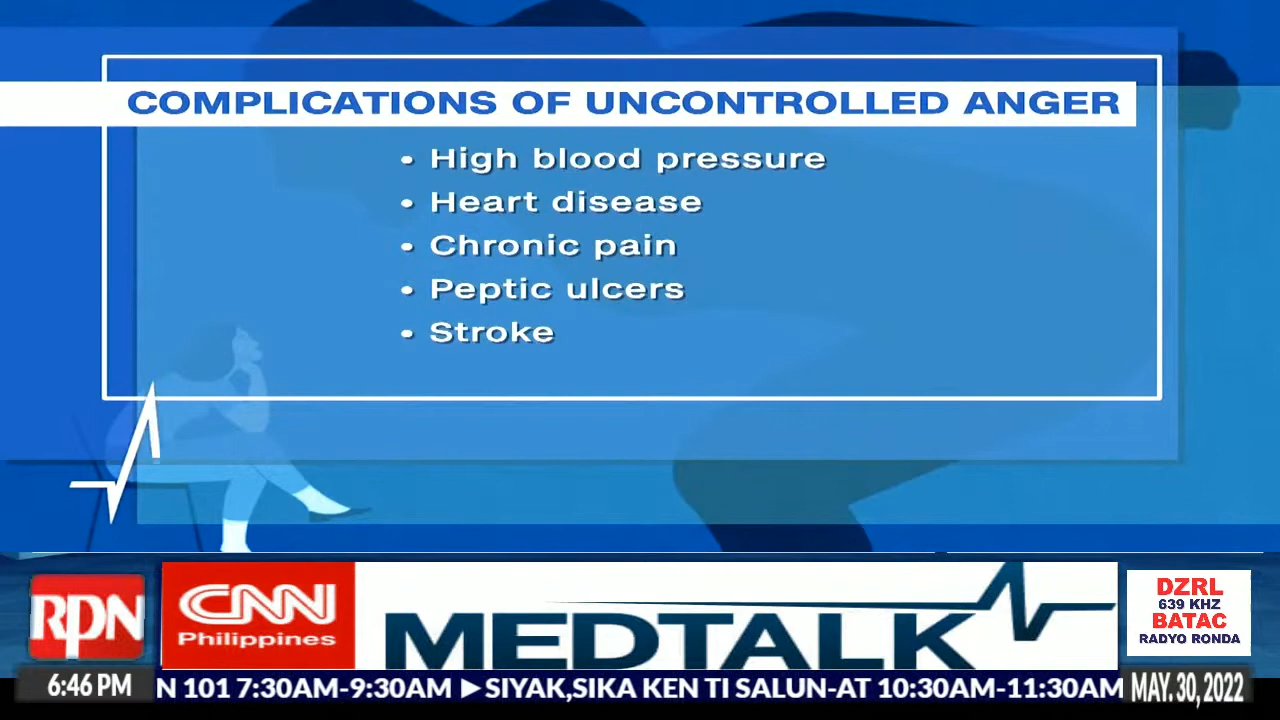 COMPLICATIONS OF UNCONTROLLED ANGER
• High blood pressure
• Heart disease
• Chronic pain
• Peptic ulcers
• Stroke
RPN
CNN
Philippines
MEDTALK
DZRL
639 KHZ
BATAC
RADYO RONDA
6:46 PM
N 101 7:30AM-9:30AM ►SIYAK,SIKA KEN TI SALUN-AT 10:30AM-11:30AM
MAY. 30, 2022